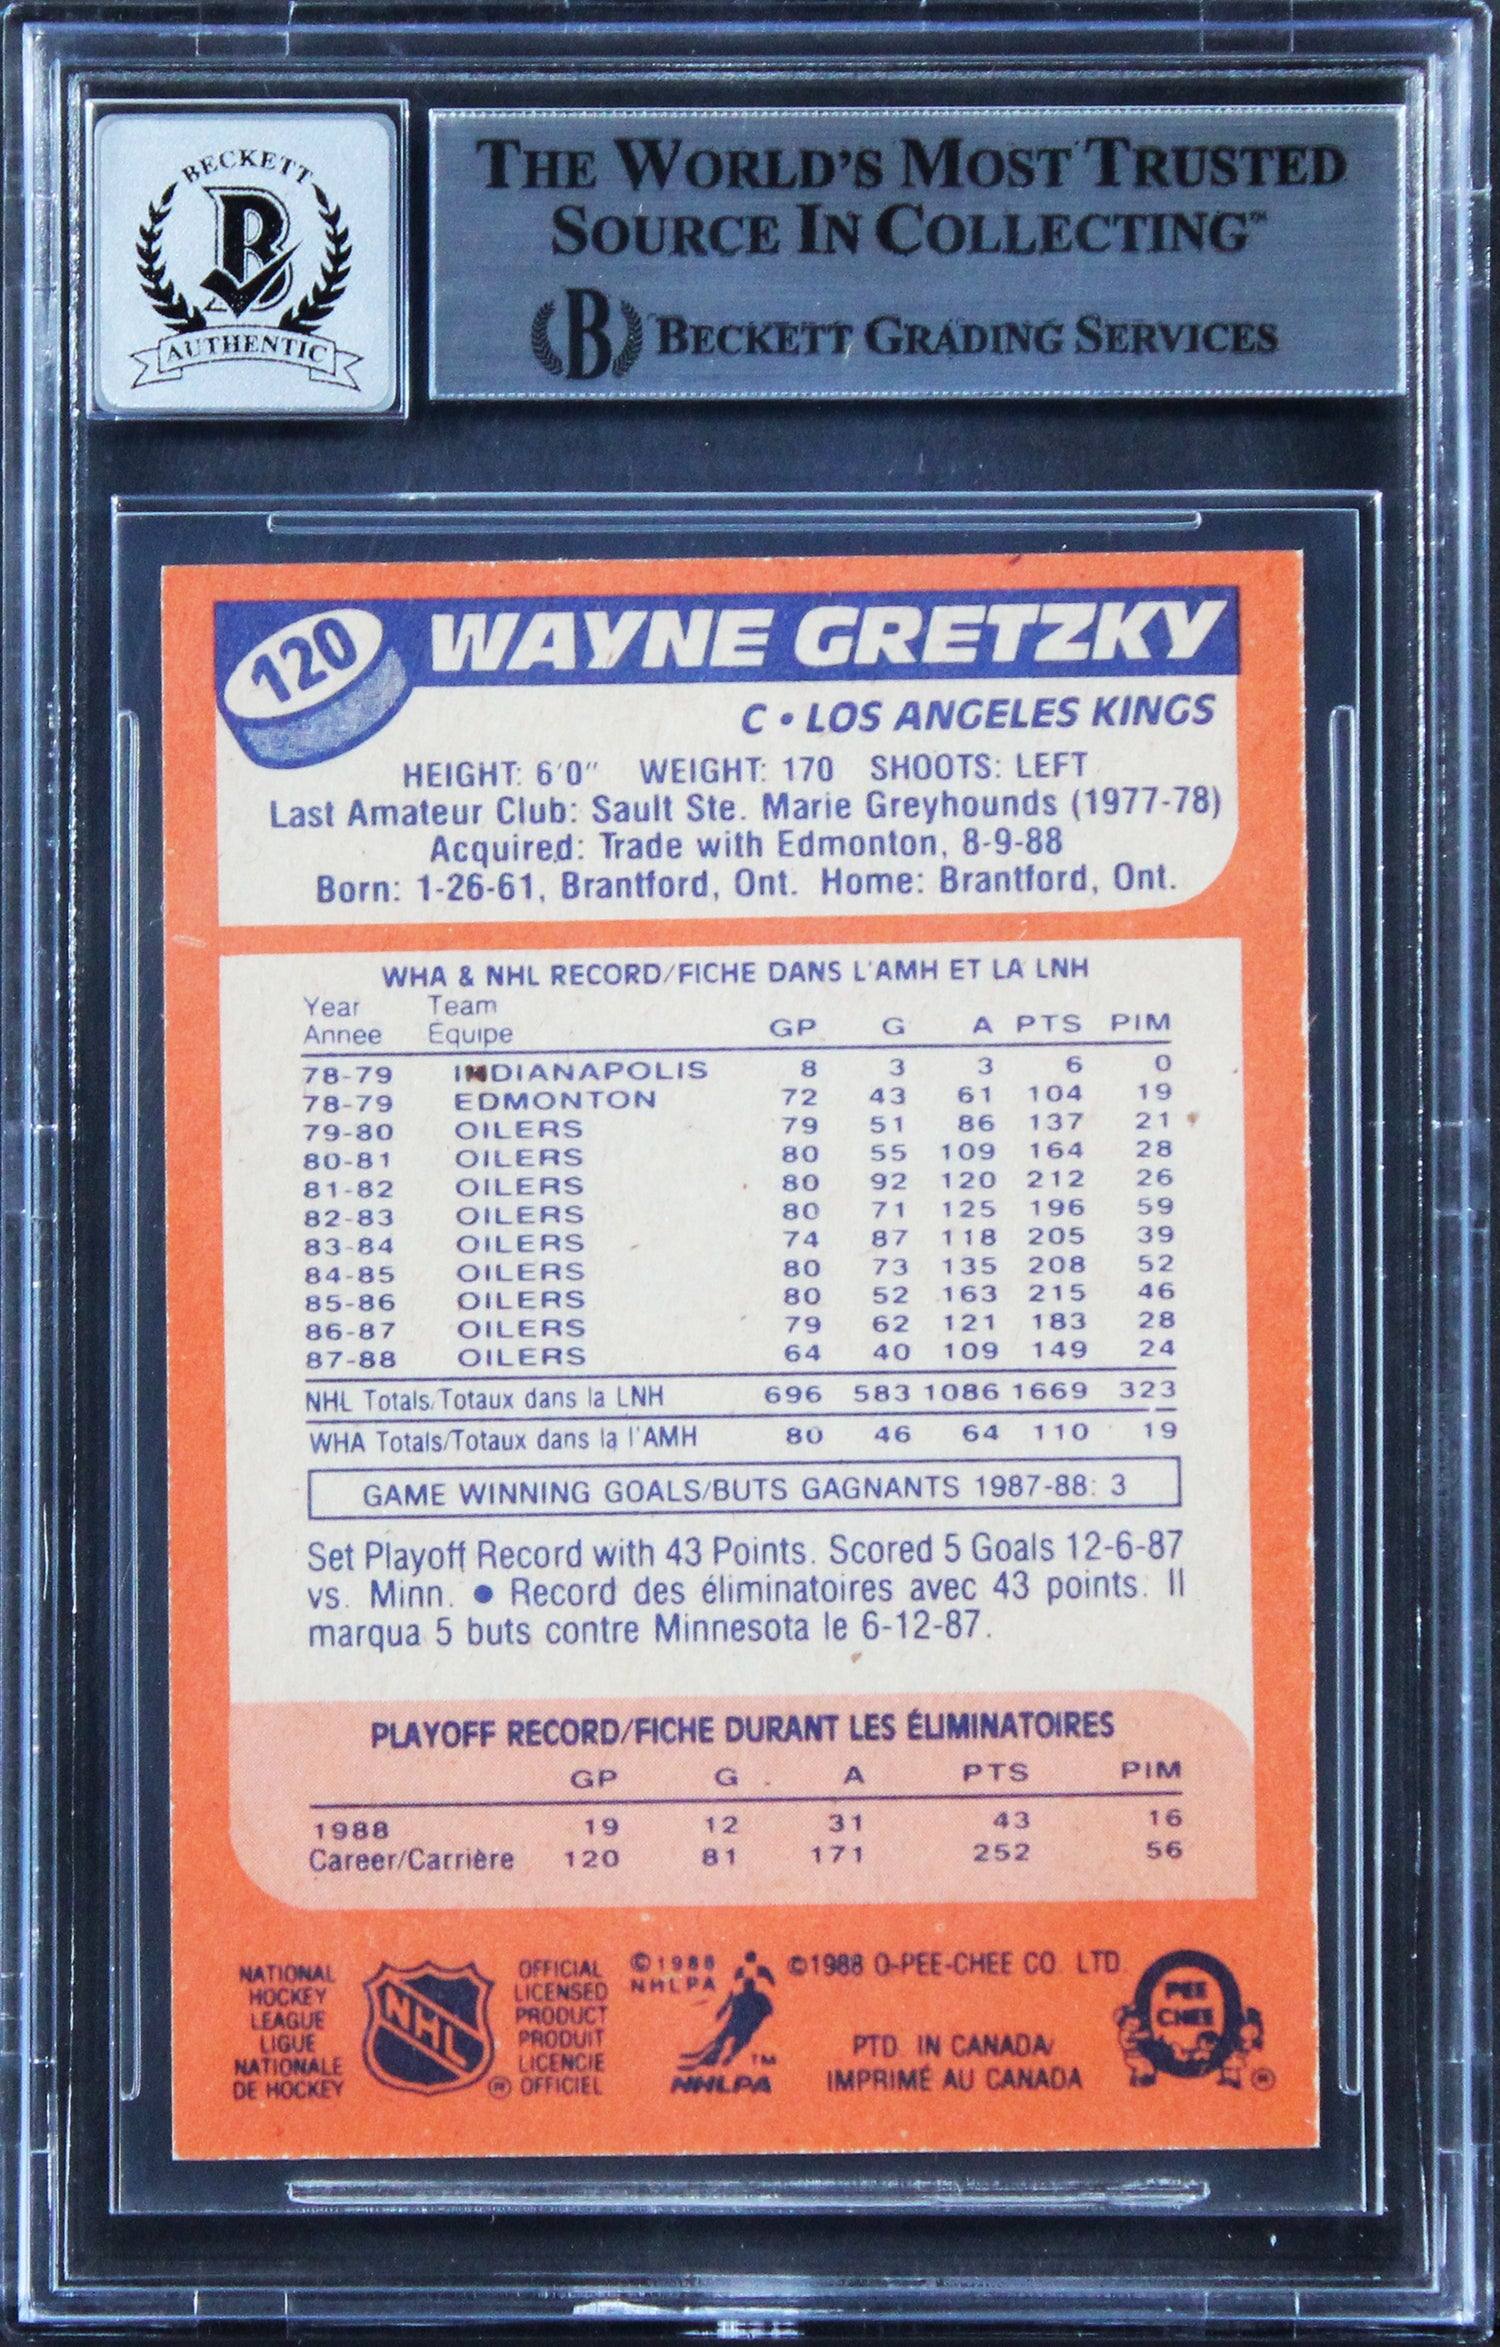 BECKETT
B
AUTHENTIC
THE WORLD'S MOST TRUSTED
SOURCE IN COLLECTING™
B BECKETT GRADING SERVICES
120 WAYNE GRETZKY
C • LOS ANGELES KINGS
HEIGHT: 6'0" WEIGHT: 170 SHOOTS: LEFT
Last Amateur Club: Sault Ste. Marie Greyhounds (1977-78)
Acquired: Trade with Edmonton, 8-9-88
Born: 1-26-61, Brantford, Ont. Home: Brantford, Ont.
WHA & NHL RECORD/FICHE DANS L'AMH ET LA LNH
Year Team
Annee Équipe GP G A PTS PIM
78-79 INDIANAPOLIS 8 3 3 6 0
78-79 EDMONTON 72 43 61 104 19
79-80 OILERS 79 51 86 137 21
80-81 OILERS 80 55 109 164 28
81-82 OILERS 80 92 120 212 26
82-83 OILERS 80 71 125 196 59
83-84 OILERS 74 87 118 205 39
84-85 OILERS 80 73 135 208 52
85-86 OILERS 80 52 163 215 46
86-87 OILERS 79 62 121 183 28
87-88 OILERS 64 40 109 149 24
NHL Totals/Totaux dans la LNH 696 583 1086 1669 323
WHA Totals/Totaux dans la l'AMH 80 46 64 110 19
GAME WINNING GOALS/BUTS GAGNANTS 1987-88: 3
Set Playoff Record with 43 Points. Scored 5 Goals 12-6-87
vs. Minn. ● Record des éliminatoires avec 43 points. Il
marqua 5 buts contre Minnesota le 6-12-87.
PLAYOFF RECORD/FICHE DURANT LES ÉLIMINATOIRES
GP G A PTS PIM
1988 19 12 31 43 16
Career/Carrière 120 81 171 252 56
NATIONAL
HOCKEY
LEAGUE
LIGUE
NATIONALE
DE HOCKEY
NHL
OFFICIAL
LICENSED
PRODUCT
PRODUIT
LICENCIE
® OFFICIEL
©1988
NHLPA
TM
NHLPA
©1988 O-PEE-CHEE CO. LTD.
PTD. IN CANADA/
IMPRIMÉ AU CANADA
PEE
CHEE
®